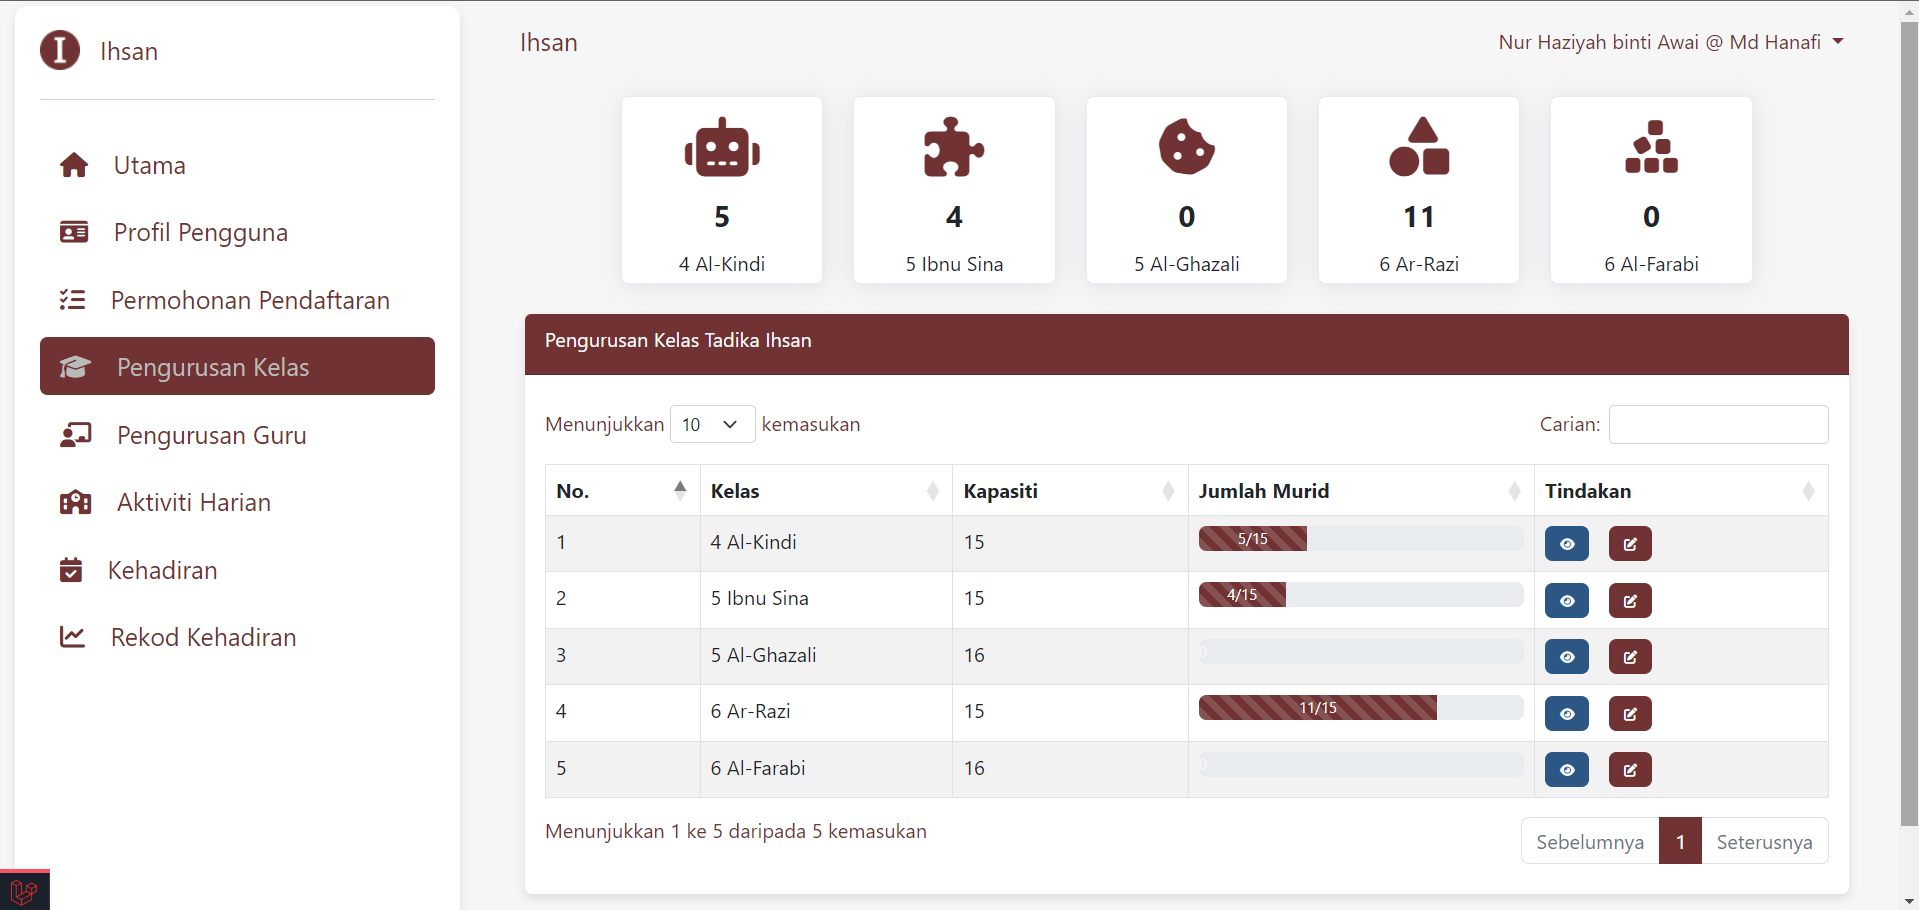 I Ihsan
Utama
Profil Pengguna
Permohonan Pendaftaran
Pengurusan Kelas
Pengurusan Guru
Aktiviti Harian
Kehadiran
Rekod Kehadiran
Ihsan
Nur Haziyah binti Awai @ Md Hanafi
5
4 Al-Kindi
4
5 Ibnu Sina
0
5 Al-Ghazali
11
6 Ar-Razi
0
6 Al-Farabi
Pengurusan Kelas Tadika Ihsan
Menunjukkan 10 kemasukan
Carian:
No. Kelas Kapasiti Jumlah Murid Tindakan
1 4 Al-Kindi 15 5/15
2 5 Ibnu Sina 15 4/15
3 5 Al-Ghazali 16 0
4 6 Ar-Razi 15 11/15
5 6 Al-Farabi 16 0
Menunjukkan 1 ke 5 daripada 5 kemasukan
Sebelumnya 1 Seterusnya